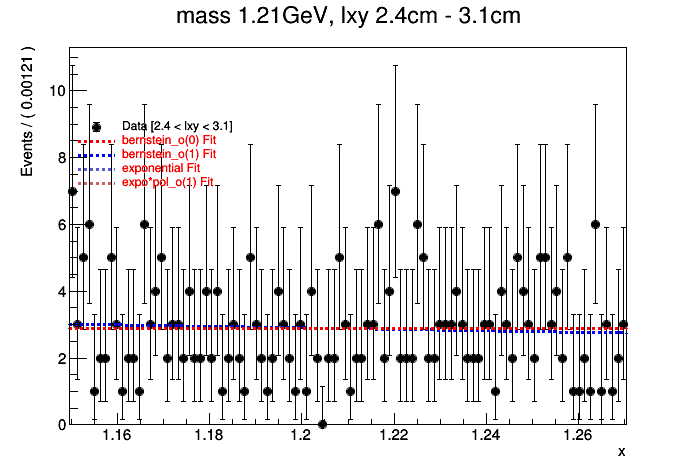 mass 1.21GeV, lxy 2.4cm - 3.1cm
Events / ( 0.00121 )
10
8
6
4
2
0
Data [2.4 < lxy < 3.1]
bernstein_o(0) Fit
bernstein_o(1) Fit
exponential Fit
expo*pol_o(1) Fit
1.16 1.18 1.2 1.22 1.24 1.26
x